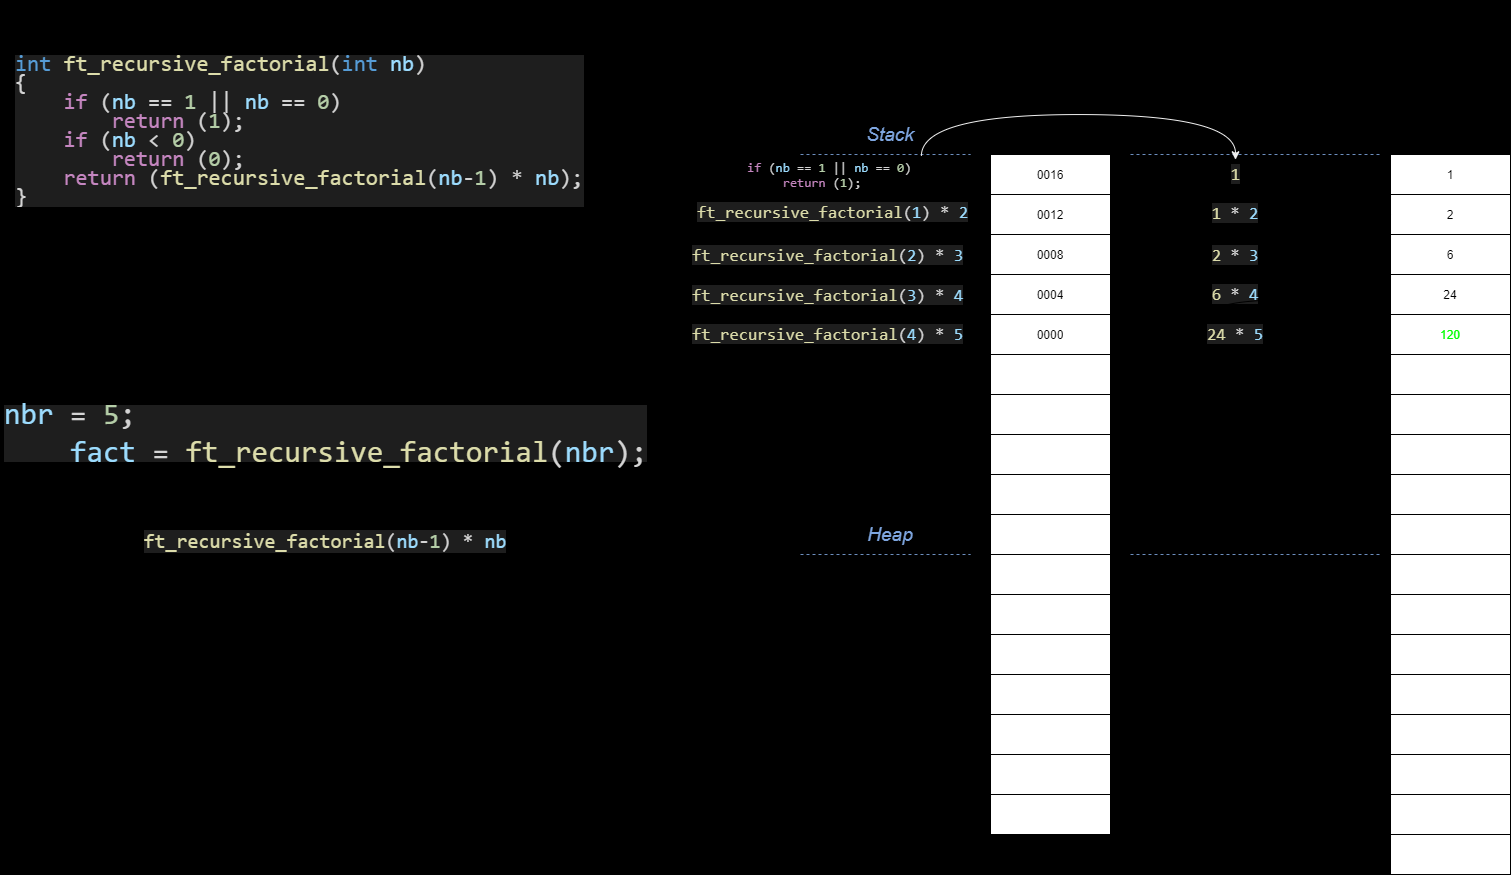 int ft_recursive_factorial(int nb)
{
    if (nb == 1 || nb == 0)
        return (1);
    if (nb < 0)
        return (0);
    return (ft_recursive_factorial(nb-1) * nb);
}
nbr = 5;
    fact = ft_recursive_factorial(nbr);
ft_recursive_factorial(nb-1) * nb
Stack
if (nb == 1 || nb == 0)
    return (1);
0016
1
1
ft_recursive_factorial(1) * 2
0012
1 * 2
2
ft_recursive_factorial(2) * 3
0008
2 * 3
6
ft_recursive_factorial(3) * 4
0004
6 * 4
24
ft_recursive_factorial(4) * 5
0000
24 * 5
120
Heap